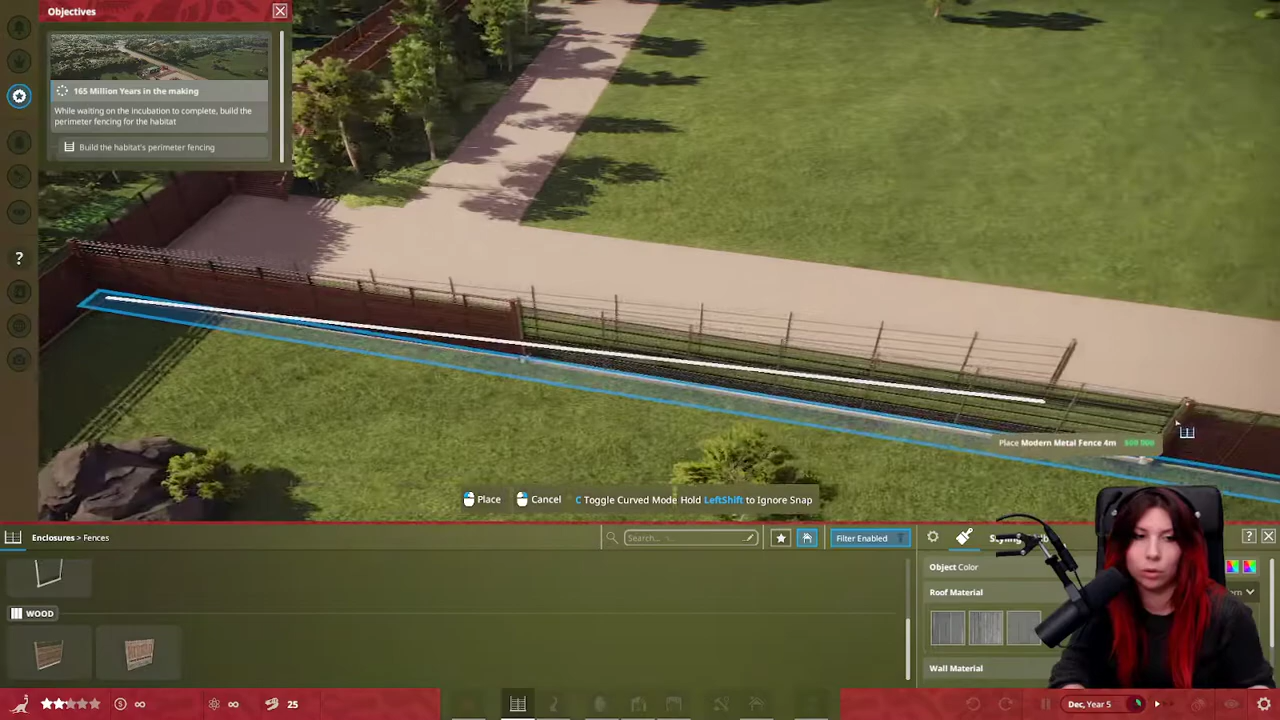 Objectives
165 Million Years in the making
While waiting on the incubation to complete, build the
perimeter fencing for the habitat
Build the habitat's perimeter fencing
?
Place Modern Metal Fence 4m
Place
Cancel
C Toggle Curved Mode Hold LeftShift to Ignore Snap
Enclosures > Fences
Search...
Filter Enabled
?
Object Color
Roof Material
WOOD
Wall Material
∞
∞
25
Dec, Year 5